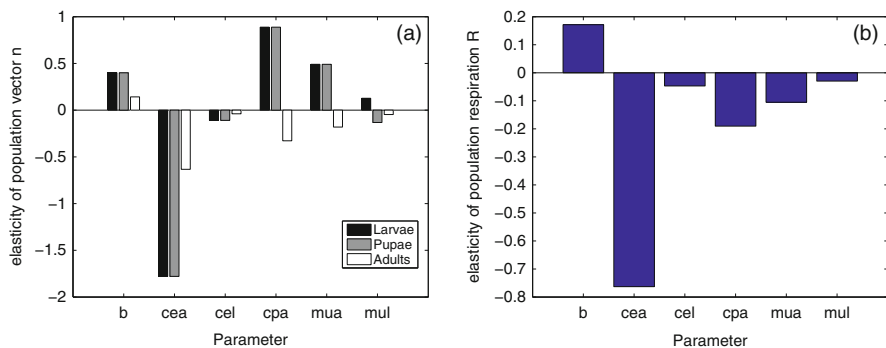 (a)
elasticity of population vector n
1
0.5
0
−0.5
−1
−1.5
−2
Larvae
Pupae
Adults
b cea cel cpa mua mul
Parameter
(b)
elasticity of population respiration R
0.2
0.1
0
−0.1
−0.2
−0.3
−0.4
−0.5
−0.6
−0.7
−0.8
b cea cel cpa mua mul
Parameter